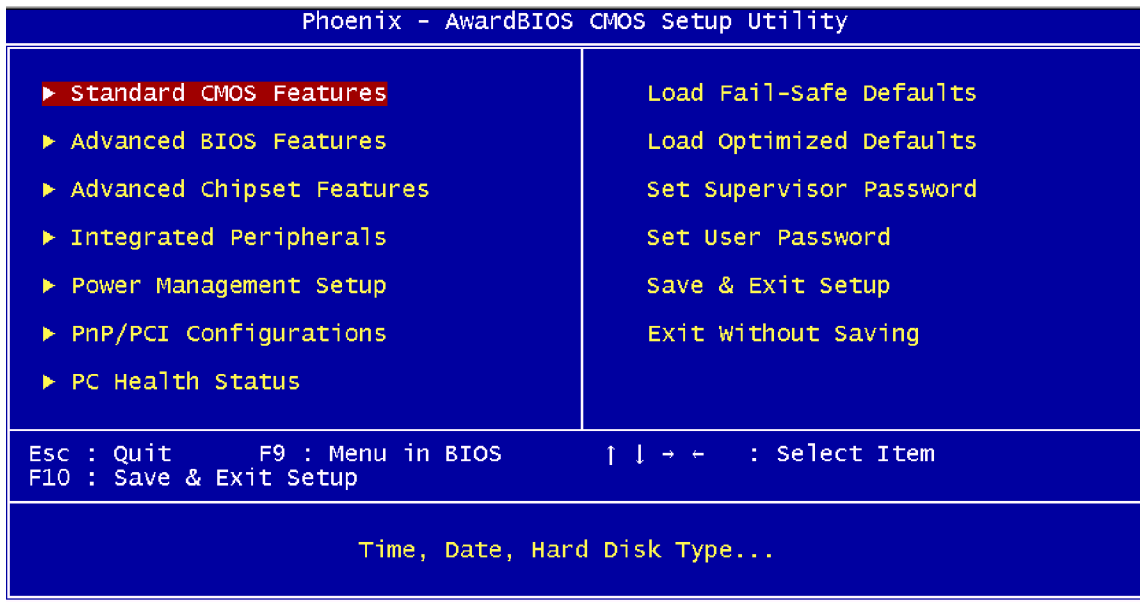 Phoenix - AwardBIOS CMOS Setup Utility
▶ Standard CMOS Features
▶ Advanced BIOS Features
▶ Advanced Chipset Features
▶ Integrated Peripherals
▶ Power Management Setup
▶ PnP/PCI Configurations
▶ PC Health Status
Load Fail-Safe Defaults
Load Optimized Defaults
Set Supervisor Password
Set User Password
Save & Exit Setup
Exit Without Saving
Esc : Quit F9 : Menu in BIOS ↑ ↓ → ← : Select Item
F10 : Save & Exit Setup
Time, Date, Hard Disk Type...